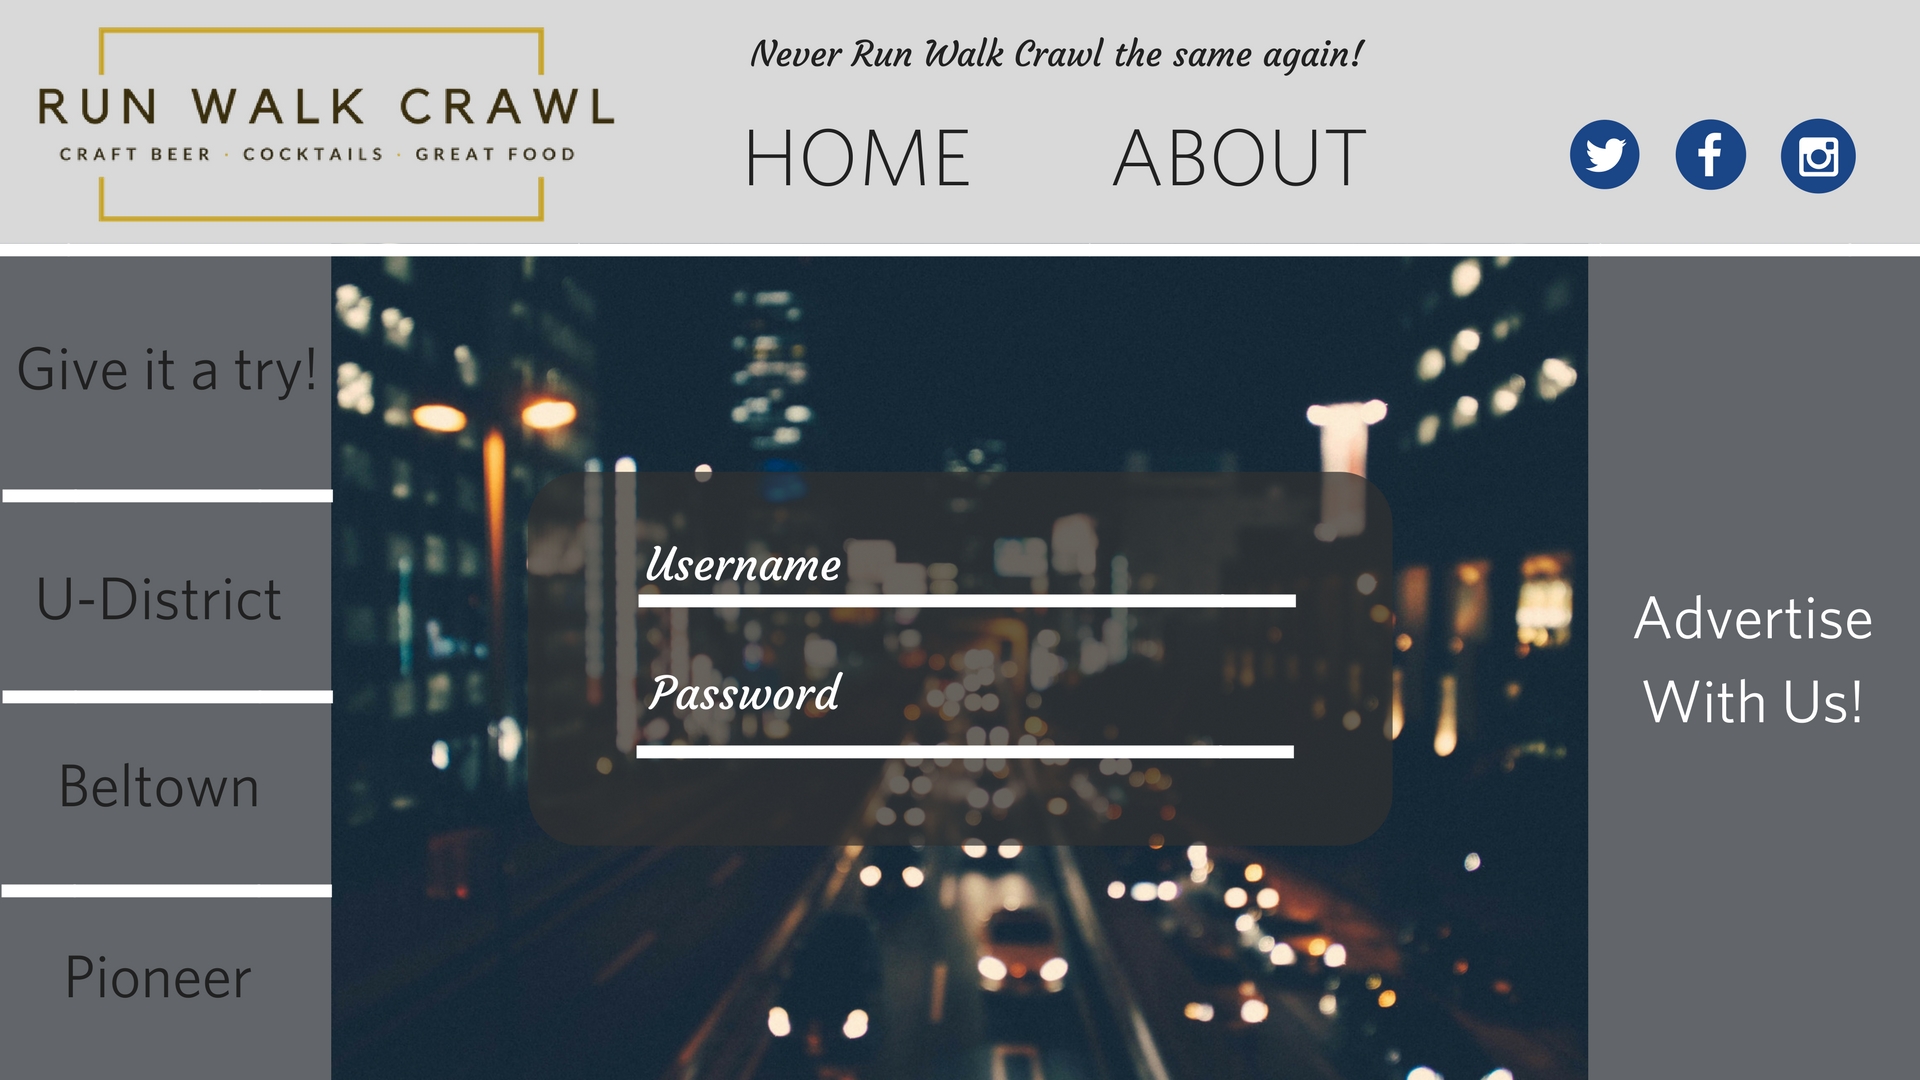 RUN WALK CRAWL
CRAFT BEER · COCKTAILS · GREAT FOOD
Never Run Walk Crawl the same again!
HOME
ABOUT
Give it a try!
U-District
Beltown
Pioneer
Username
Password
Advertise
With Us!